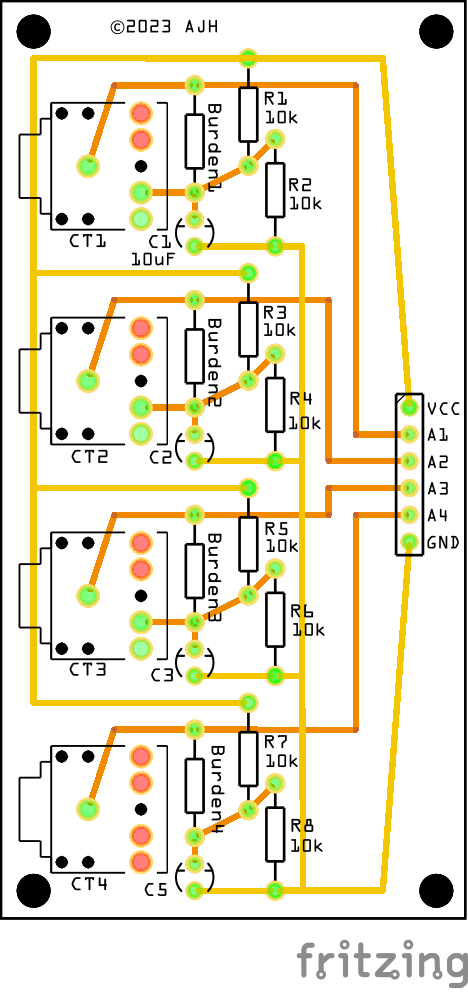 ©2023 AJH
Burden1
R1
10k
R2
10k
CT1
C1
10uF
Burden2
R3
10k
R4
10k
CT2
C2
VCC
A1
A2
A3
A4
GND
Burden3
R5
10k
R6
10k
CT3
C3
Burden4
R7
10k
R8
10k
CT4
C5
fritzing